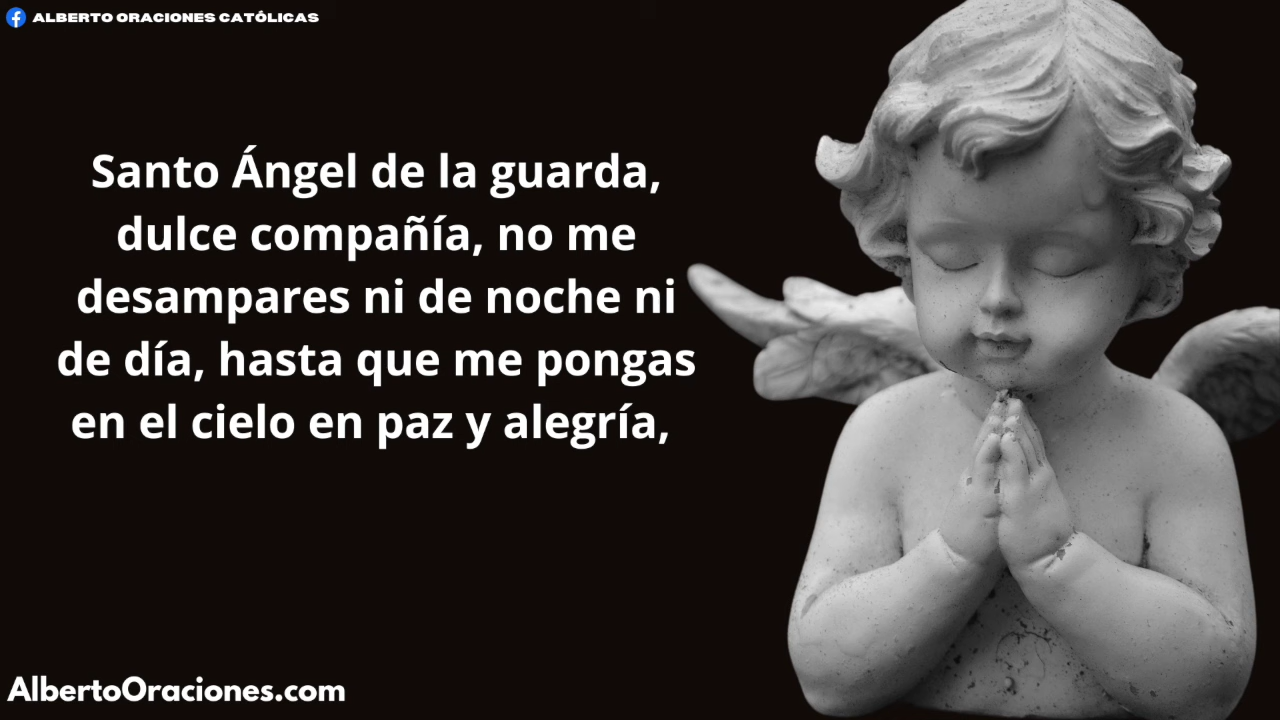 ALBERTO ORACIONES CATÓLICAS
Santo Ángel de la guarda,
dulce compañía, no me
desampares ni de noche ni
de día, hasta que me pongas
en el cielo en paz y alegría,
AlbertoOraciones.com